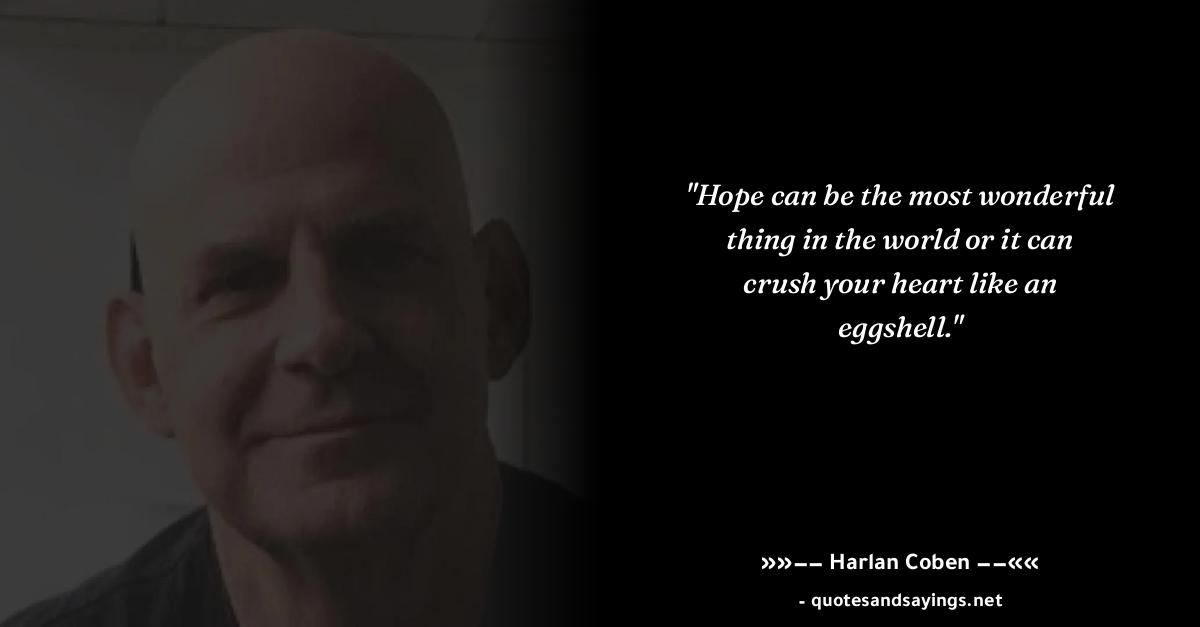 "Hope can be the most wonderful
thing in the world or it can
crush your heart like an
eggshell."
»»−− Harlan Coben −−««
- quotesandsayings.net